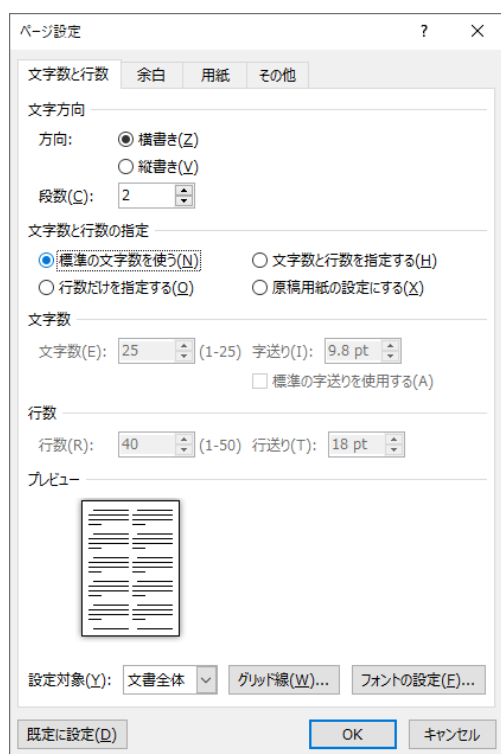 ページ設定 ? ×
文字数と行数 余白 用紙 その他
文字方向
方向: 横書き(Z)
縦書き(V)
段数(C): 2
文字数と行数の指定
標準の文字数を使う(N) 文字数と行数を指定する(H)
行数だけを指定する(O) 原稿用紙の設定にする(X)
文字数
文字数(E): 25 (1-25) 字送り(I): 9.8 pt
標準の字送りを使用する(A)
行数
行数(R): 40 (1-50) 行送り(T): 18 pt
プレビュー
設定対象(Y): 文書全体 グリッド線(W)... フォントの設定(F)...
既定に設定(D) OK キャンセル